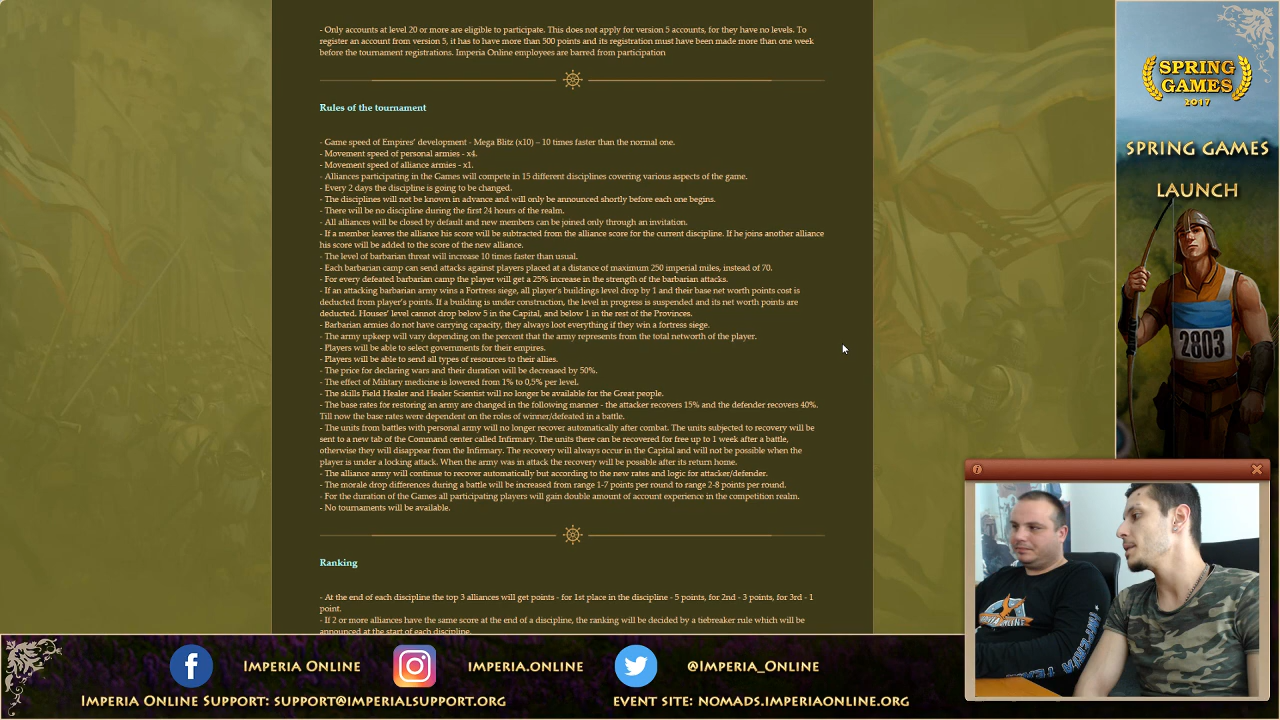 - Only accounts at level 20 or more are eligible to participate. This does not apply for version 5 accounts, for they have no levels. To
register an account from version 5, it has to have more than 500 points and its registration must have been made more than one week
before the tournament registrations. Imperia Online employees are barred from participation
Rules of the tournament
- Game speed of Empires' development - Mega Blitz (x10) – 10 times faster than the normal one.
- Movement speed of personal armies - x4.
- Movement speed of alliance armies - x1.
- Alliances participating in the Games will compete in 15 different disciplines covering various aspects of the game.
- Every 2 days the discipline is going to be changed.
- The disciplines will not be known in advance and will only be announced shortly before each one begins.
- There will be no discipline during the first 24 hours of the realm.
- All alliances will be closed by default and new members can be joined only through an invitation.
- If a member leaves the alliance his score will be subtracted from the alliance score for the current discipline. If he joins another alliance
his score will be added to the score of the new alliance.
- The level of barbarian threat will increase 10 times faster than usual.
- Each barbarian camp can send attacks against players placed at a distance of maximum 250 imperial miles, instead of 70.
- For every defeated barbarian camp the player will get a 25% increase in the strength of the barbarian attacks.
- If an attacking barbarian army wins a Fortress siege, all player's buildings level drop by 1 and their base net worth points cost is
deducted from player's points. If a building is under construction, the level in progress is suspended and its net worth points are
deducted. Houses' level cannot drop below 5 in the Capital, and below 1 in the rest of the Provinces.
- Barbarian armies do not have carrying capacity, they always loot everything if they win a fortress siege.
- The army upkeep will vary depending on the percent that the army represents from the total networth of the player.
- Players will be able to select governments for their empires.
- Players will be able to send all types of resources to their allies.
- The price for declaring wars and their duration will be decreased by 50%.
- The effect of Military medicine is lowered from 1% to 0,5% per level.
- The skills Field Healer and Healer Scientist will no longer be available for the Great people.
- The base rates for restoring an army are changed in the following manner - the attacker recovers 15% and the defender recovers 40%.
Till now the base rates were dependent on the roles of winner/defeated in a battle.
- The units from battles with personal army will no longer recover automatically after combat. The units subjected to recovery will be
sent to a new tab of the Command center called Infirmary. The units there can be recovered for free up to 1 week after a battle,
otherwise they will disappear from the Infirmary. The recovery will always occur in the Capital and will not be possible when the
player is under a locking attack. When the army was in attack the recovery will be possible after its return home.
- The alliance army will continue to recover automatically but according to the new rates and logic for attacker/defender.
- The morale drop differences during a battle will be increased from range 1-7 points per round to range 2-8 points per round.
- For the duration of the Games all participating players will gain double amount of account experience in the competition realm.
- No tournaments will be available.
Ranking
- At the end of each discipline the top 3 alliances will get points - for 1st place in the discipline - 5 points, for 2nd - 3 points, for 3rd - 1
point.
- If 2 or more alliances have the same score at the end of a discipline, the ranking will be decided by a tiebreaker rule which will be
announced at the start of each discipline.
SPRING
GAMES
2017
SPRING GAMES
LAUNCH
2803
IMPERIA ONLINE
IMPERIA.ONLINE
@IMPERIA_ONLINE
IMPERIA ONLINE SUPPORT: SUPPORT@IMPERIALSUPPORT.ORG
EVENT SITE: NOMADS.IMPERIAONLINE.ORG